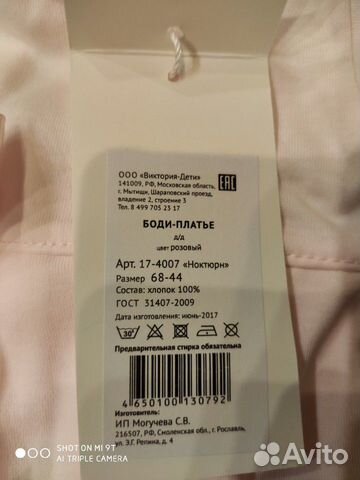 ООО «Виктория-Дети»
141009, РФ, Московская область,
г. Мытищи, Шараповский проезд,
владение 2, строение 3
Тел. 8 499 705 23 17
EAC
БОДИ-ПЛАТЬЕ
д/д
цвет розовый
Арт. 17-4007 «Ноктюрн»
Размер 68-44
Состав: хлопок 100%
ГОСТ 31407-2009
Дата изготовления: июнь-2017
30°
Предварительная стирка обязательна
4650100130792
Изготовитель:
ИП Могучева С.В.
216507, РФ, Смоленская обл., г. Рославль,
ул. Э.Г. Репина, д. 4
SHOT ON MI 9T
AI TRIPLE CAMERA
Avito